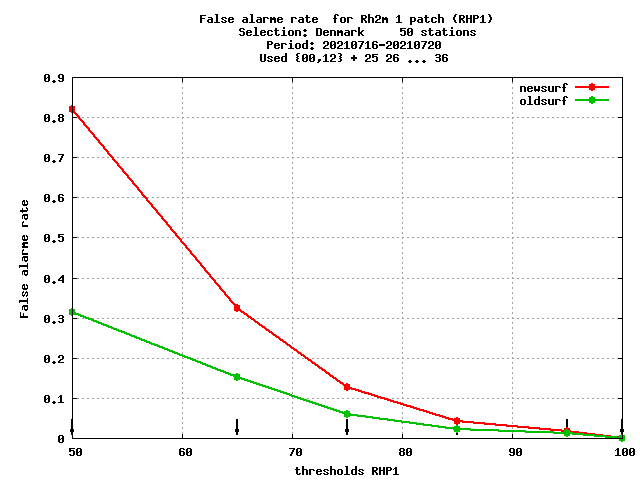 False alarme rate  for Rh2m 1 patch (RHP1)
Selection: Denmark     50 stations
Period: 20210716-20210720
Used {00,12} + 25 26 ... 36
newsurf
oldsurf
0.9
0.8
0.7
0.6
0.5
0.4
0.3
0.2
0.1
0
False alarme rate
50 60 70 80 90 100
thresholds RHP1